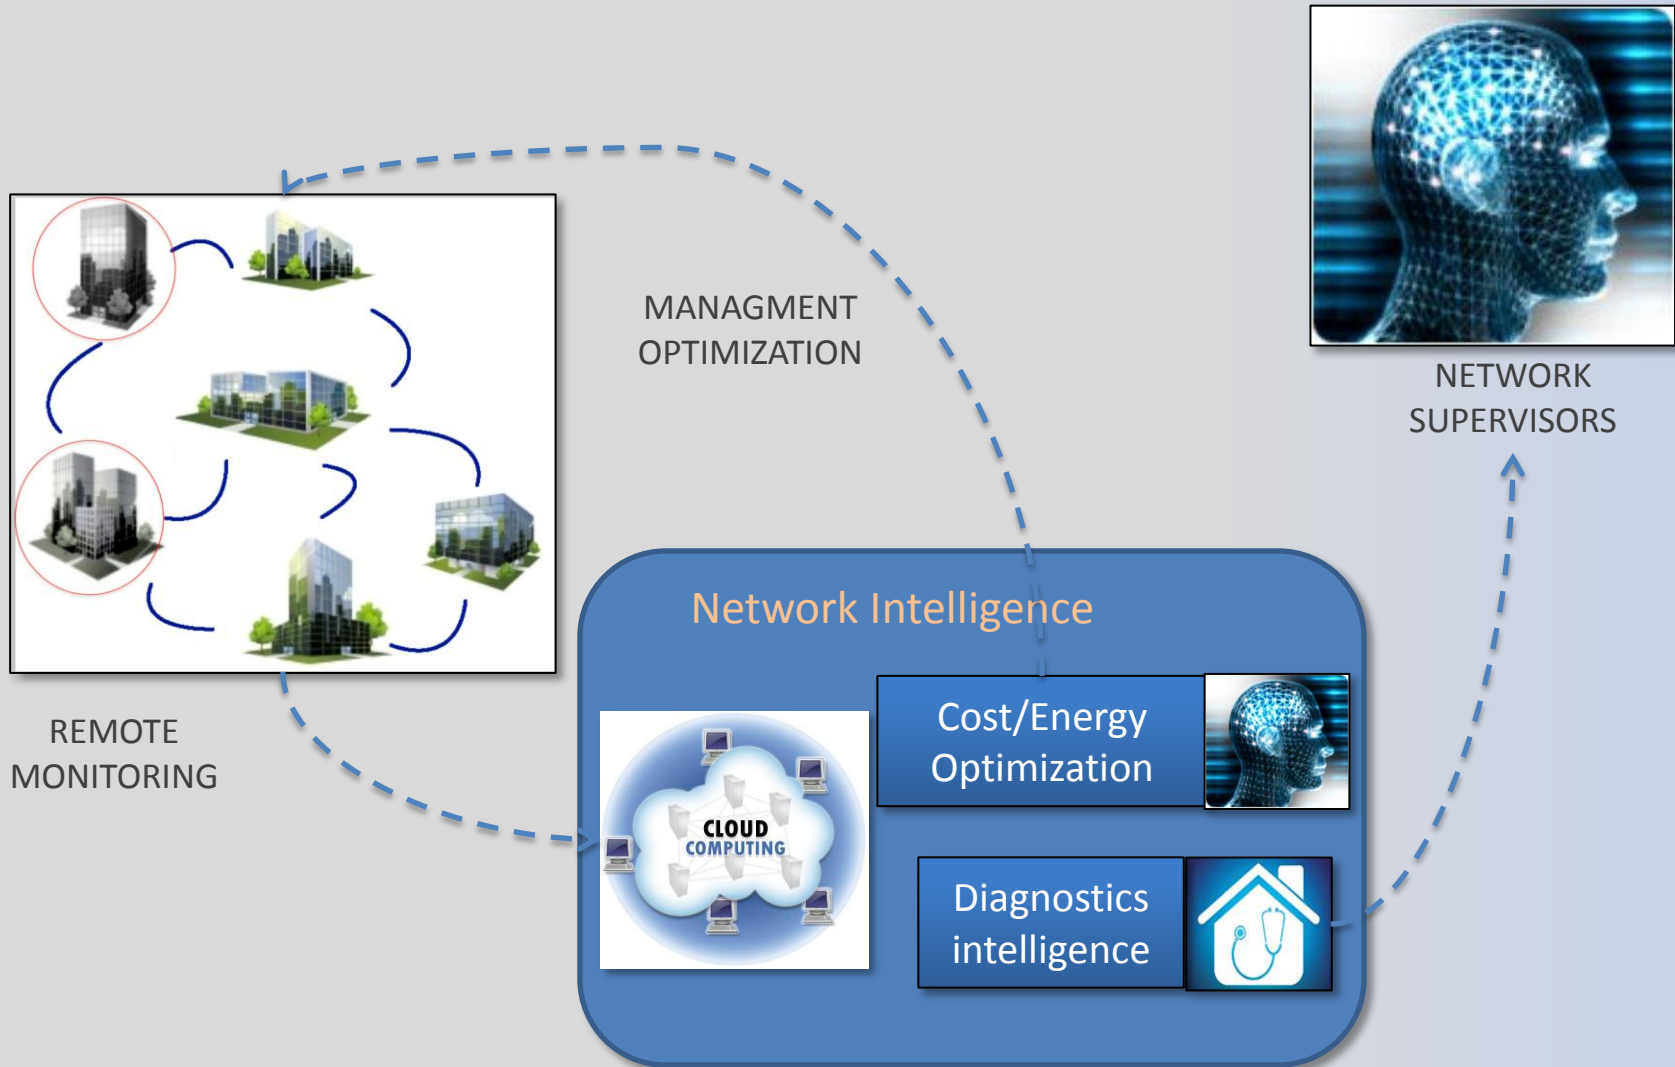 MANAGMENT
OPTIMIZATION
NETWORK
SUPERVISORS
REMOTE
MONITORING
Network Intelligence
CLOUD
COMPUTING
Cost/Energy
Optimization
Diagnostics
intelligence